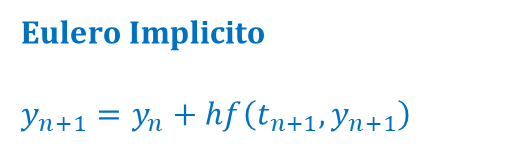 Eulero Implicito
yₙ₊₁ = yₙ + hf(tₙ₊₁, yₙ₊₁)